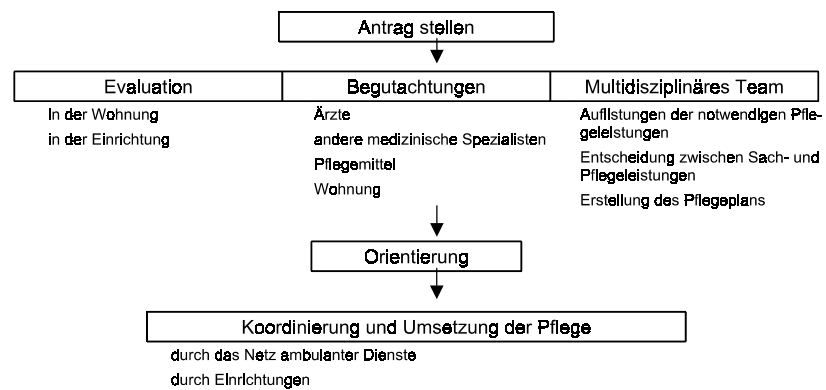 Antrag stellen
Evaluation
Begutachtungen
Multidisziplinäres Team
In der Wohnung
in der Einrichtung
Ärzte
andere medizinische Spezialisten
Pflegemittel
Wohnung
Auflistungen der notwendigen Pfle-
geleistungen
Entscheidung zwischen Sach- und
Pflegeleistungen
Erstellung des Pflegeplans
Orientierung
Koordinierung und Umsetzung der Pflege
durch das Netz ambulanter Dienste
durch Einrichtungen